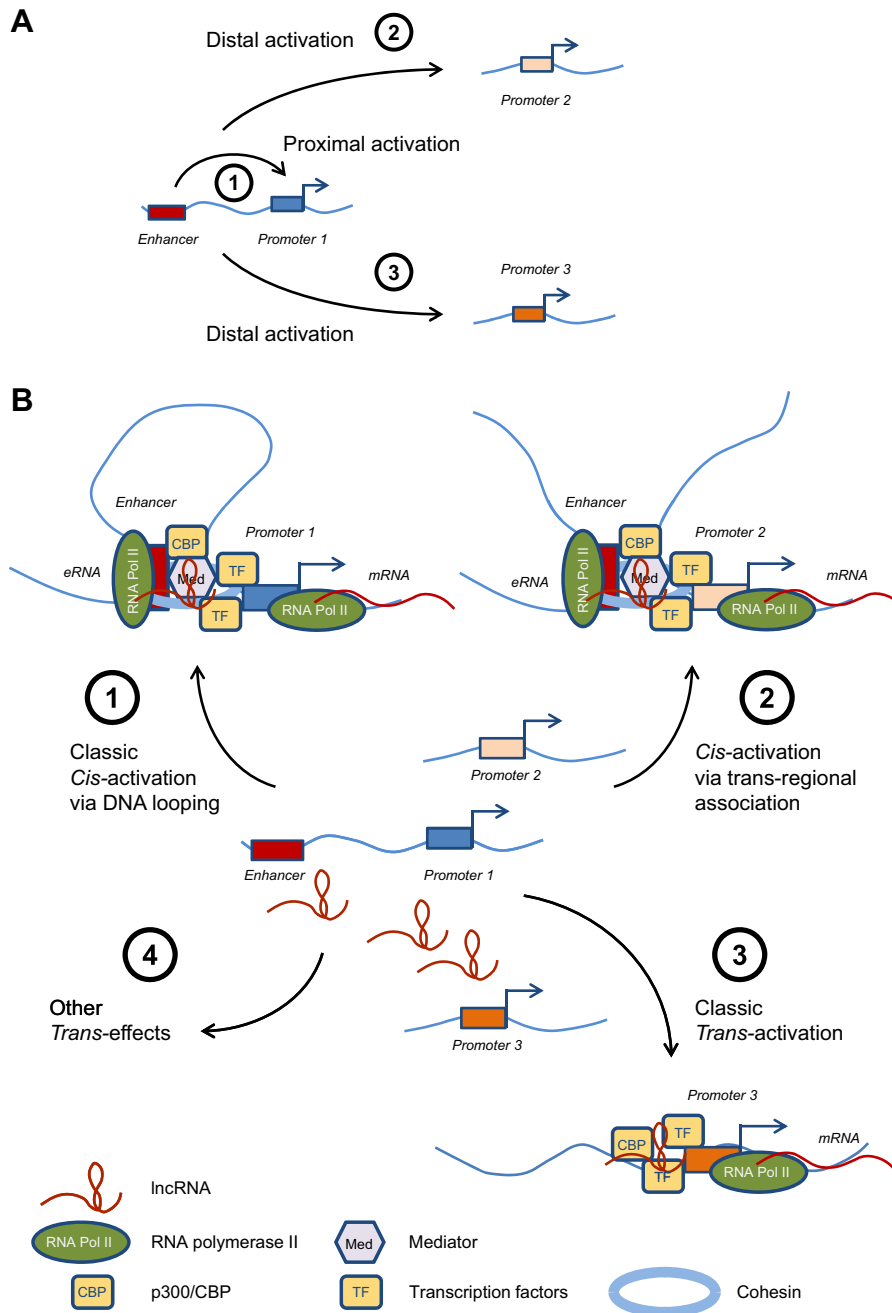 A
Distal activation
2
Promoter 2
Proximal activation
1
Enhancer
Promoter 1
3
Promoter 3
Distal activation
B
Enhancer
Promoter 1
CBP
RNA Pol II
Med
TF
eRNA
mRNA
TF
RNA Pol II
Enhancer
Promoter 2
CBP
RNA Pol II
Med
TF
eRNA
mRNA
TF
RNA Pol II
1
Classic
Cis-activation
via DNA looping
2
Cis-activation
via trans-regional
association
Promoter 2
Enhancer
Promoter 1
4
Other
Trans-effects
3
Classic
Trans-activation
Promoter 3
Promoter 3
CBP
TF
mRNA
TF
RNA Pol II
lncRNA
RNA Pol II
RNA polymerase II
Med
Mediator
CBP
p300/CBP
TF
Transcription factors
Cohesin